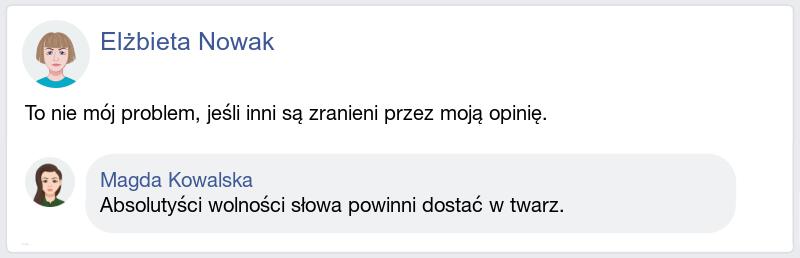 Elżbieta Nowak
To nie mój problem, jeśli inni są zranieni przez moją opinię.
Magda Kowalska
Absolutyści wolności słowa powinni dostać w twarz.